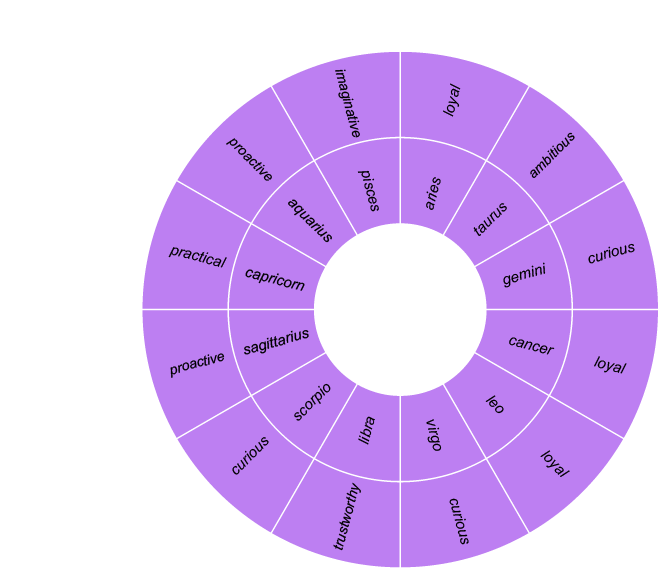 loyal
ambitious
curious
loyal
loyal
curious
trustworthy
curious
proactive
practical
proactive
imaginative
aries
taurus
gemini
cancer
leo
virgo
libra
scorpio
sagittarius
capricorn
aquarius
pisces